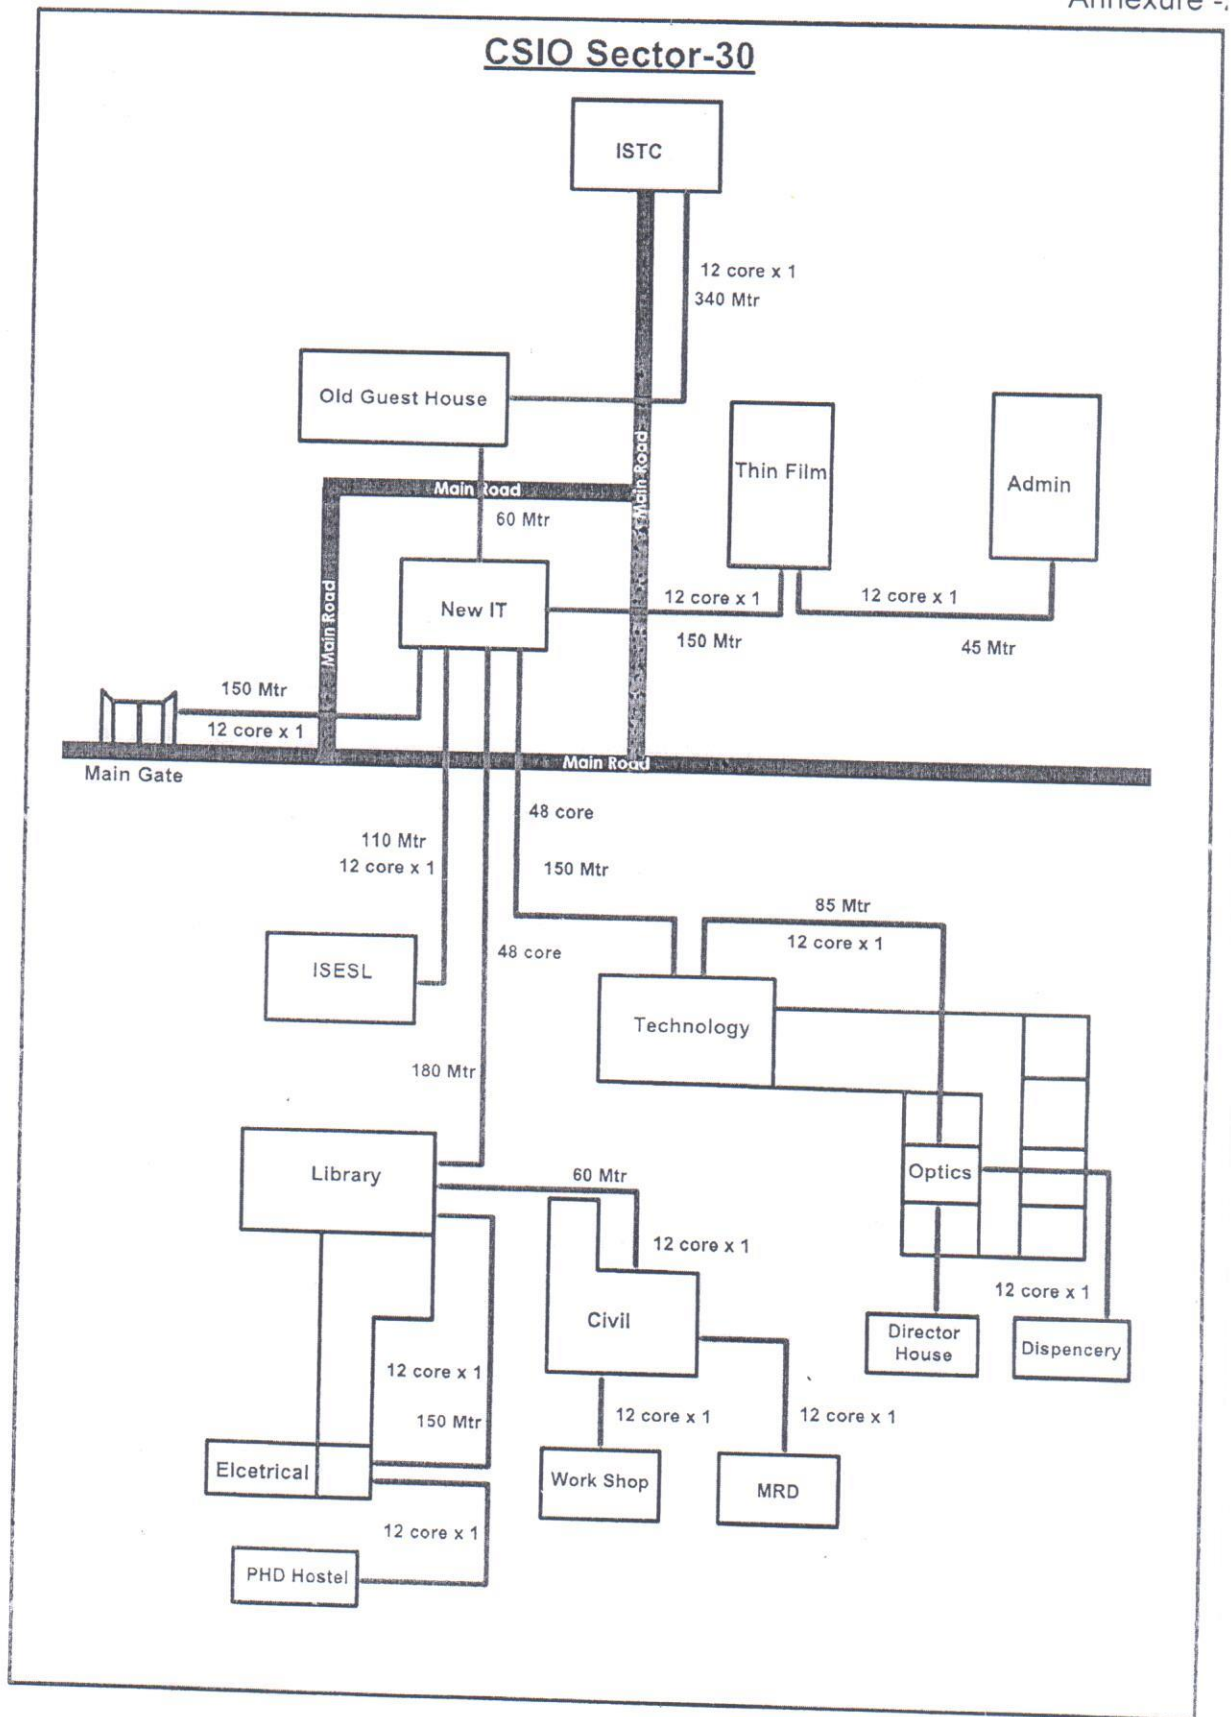 Annexure -
CSIO Sector-30
ISTC
12 core x 1
340 Mtr
Old Guest House
Thin Film
Admin
Main Road
Main Road
60 Mtr
New IT
12 core x 1
150 Mtr
12 core x 1
45 Mtr
Main Road
150 Mtr
12 core x 1
Main Gate
Main Road
48 core
110 Mtr
12 core x 1
150 Mtr
85 Mtr
12 core x 1
ISESL
48 core
Technology
180 Mtr
Library
60 Mtr
Optics
12 core x 1
12 core x 1
Civil
Director
House
Dispencery
12 core x 1
150 Mtr
12 core x 1
12 core x 1
Elcetrical
Work Shop
MRD
12 core x 1
PHD Hostel